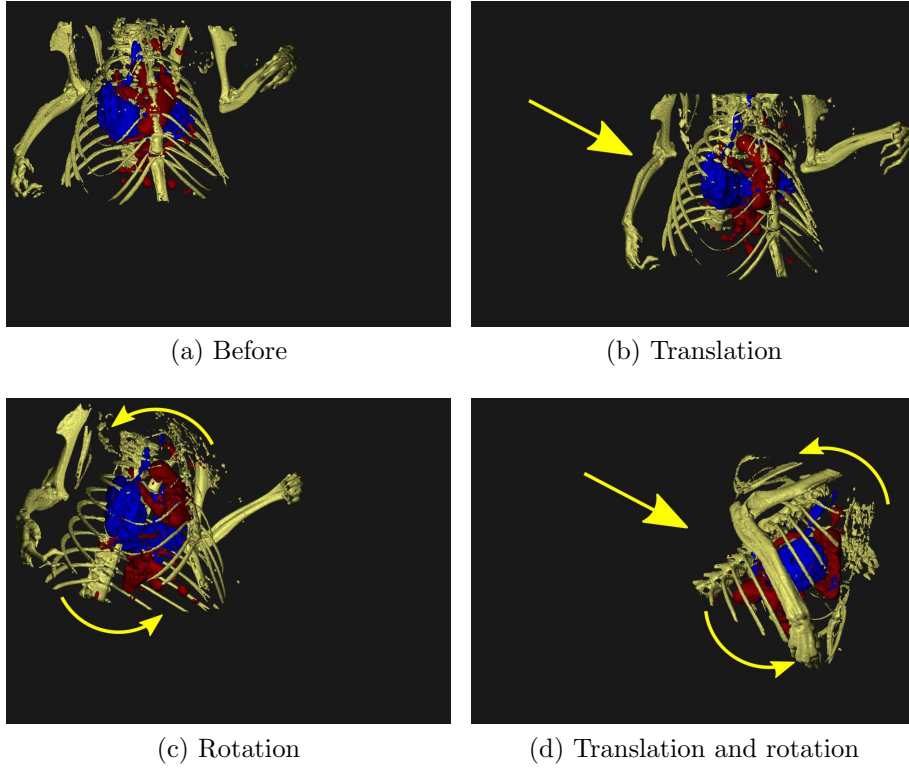 (a) Before
(b) Translation
(c) Rotation
(d) Translation and rotation